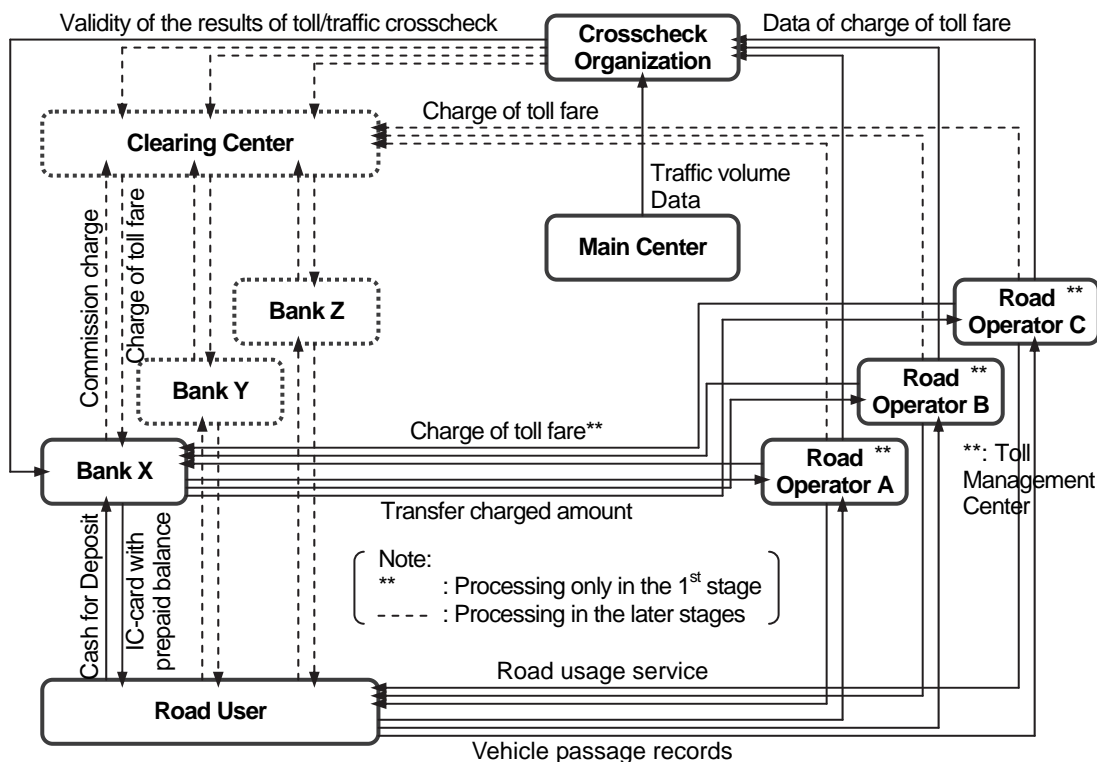 Validity of the results of toll/traffic crosscheck
Crosscheck
Organization
Data of charge of toll fare
Charge of toll fare
Clearing Center
Traffic volume
Data
Main Center
Commission charge
Charge of toll fare
Bank Z
Road **
Operator C
Bank Y
Road **
Operator B
Charge of toll fare**
Bank X
Road **
Operator A
**: Toll
Management
Center
Transfer charged amount
Cash for Deposit
IC-card with
prepaid balance
Note:
** : Processing only in the 1st stage
---- : Processing in the later stages
Road usage service
Road User
Vehicle passage records